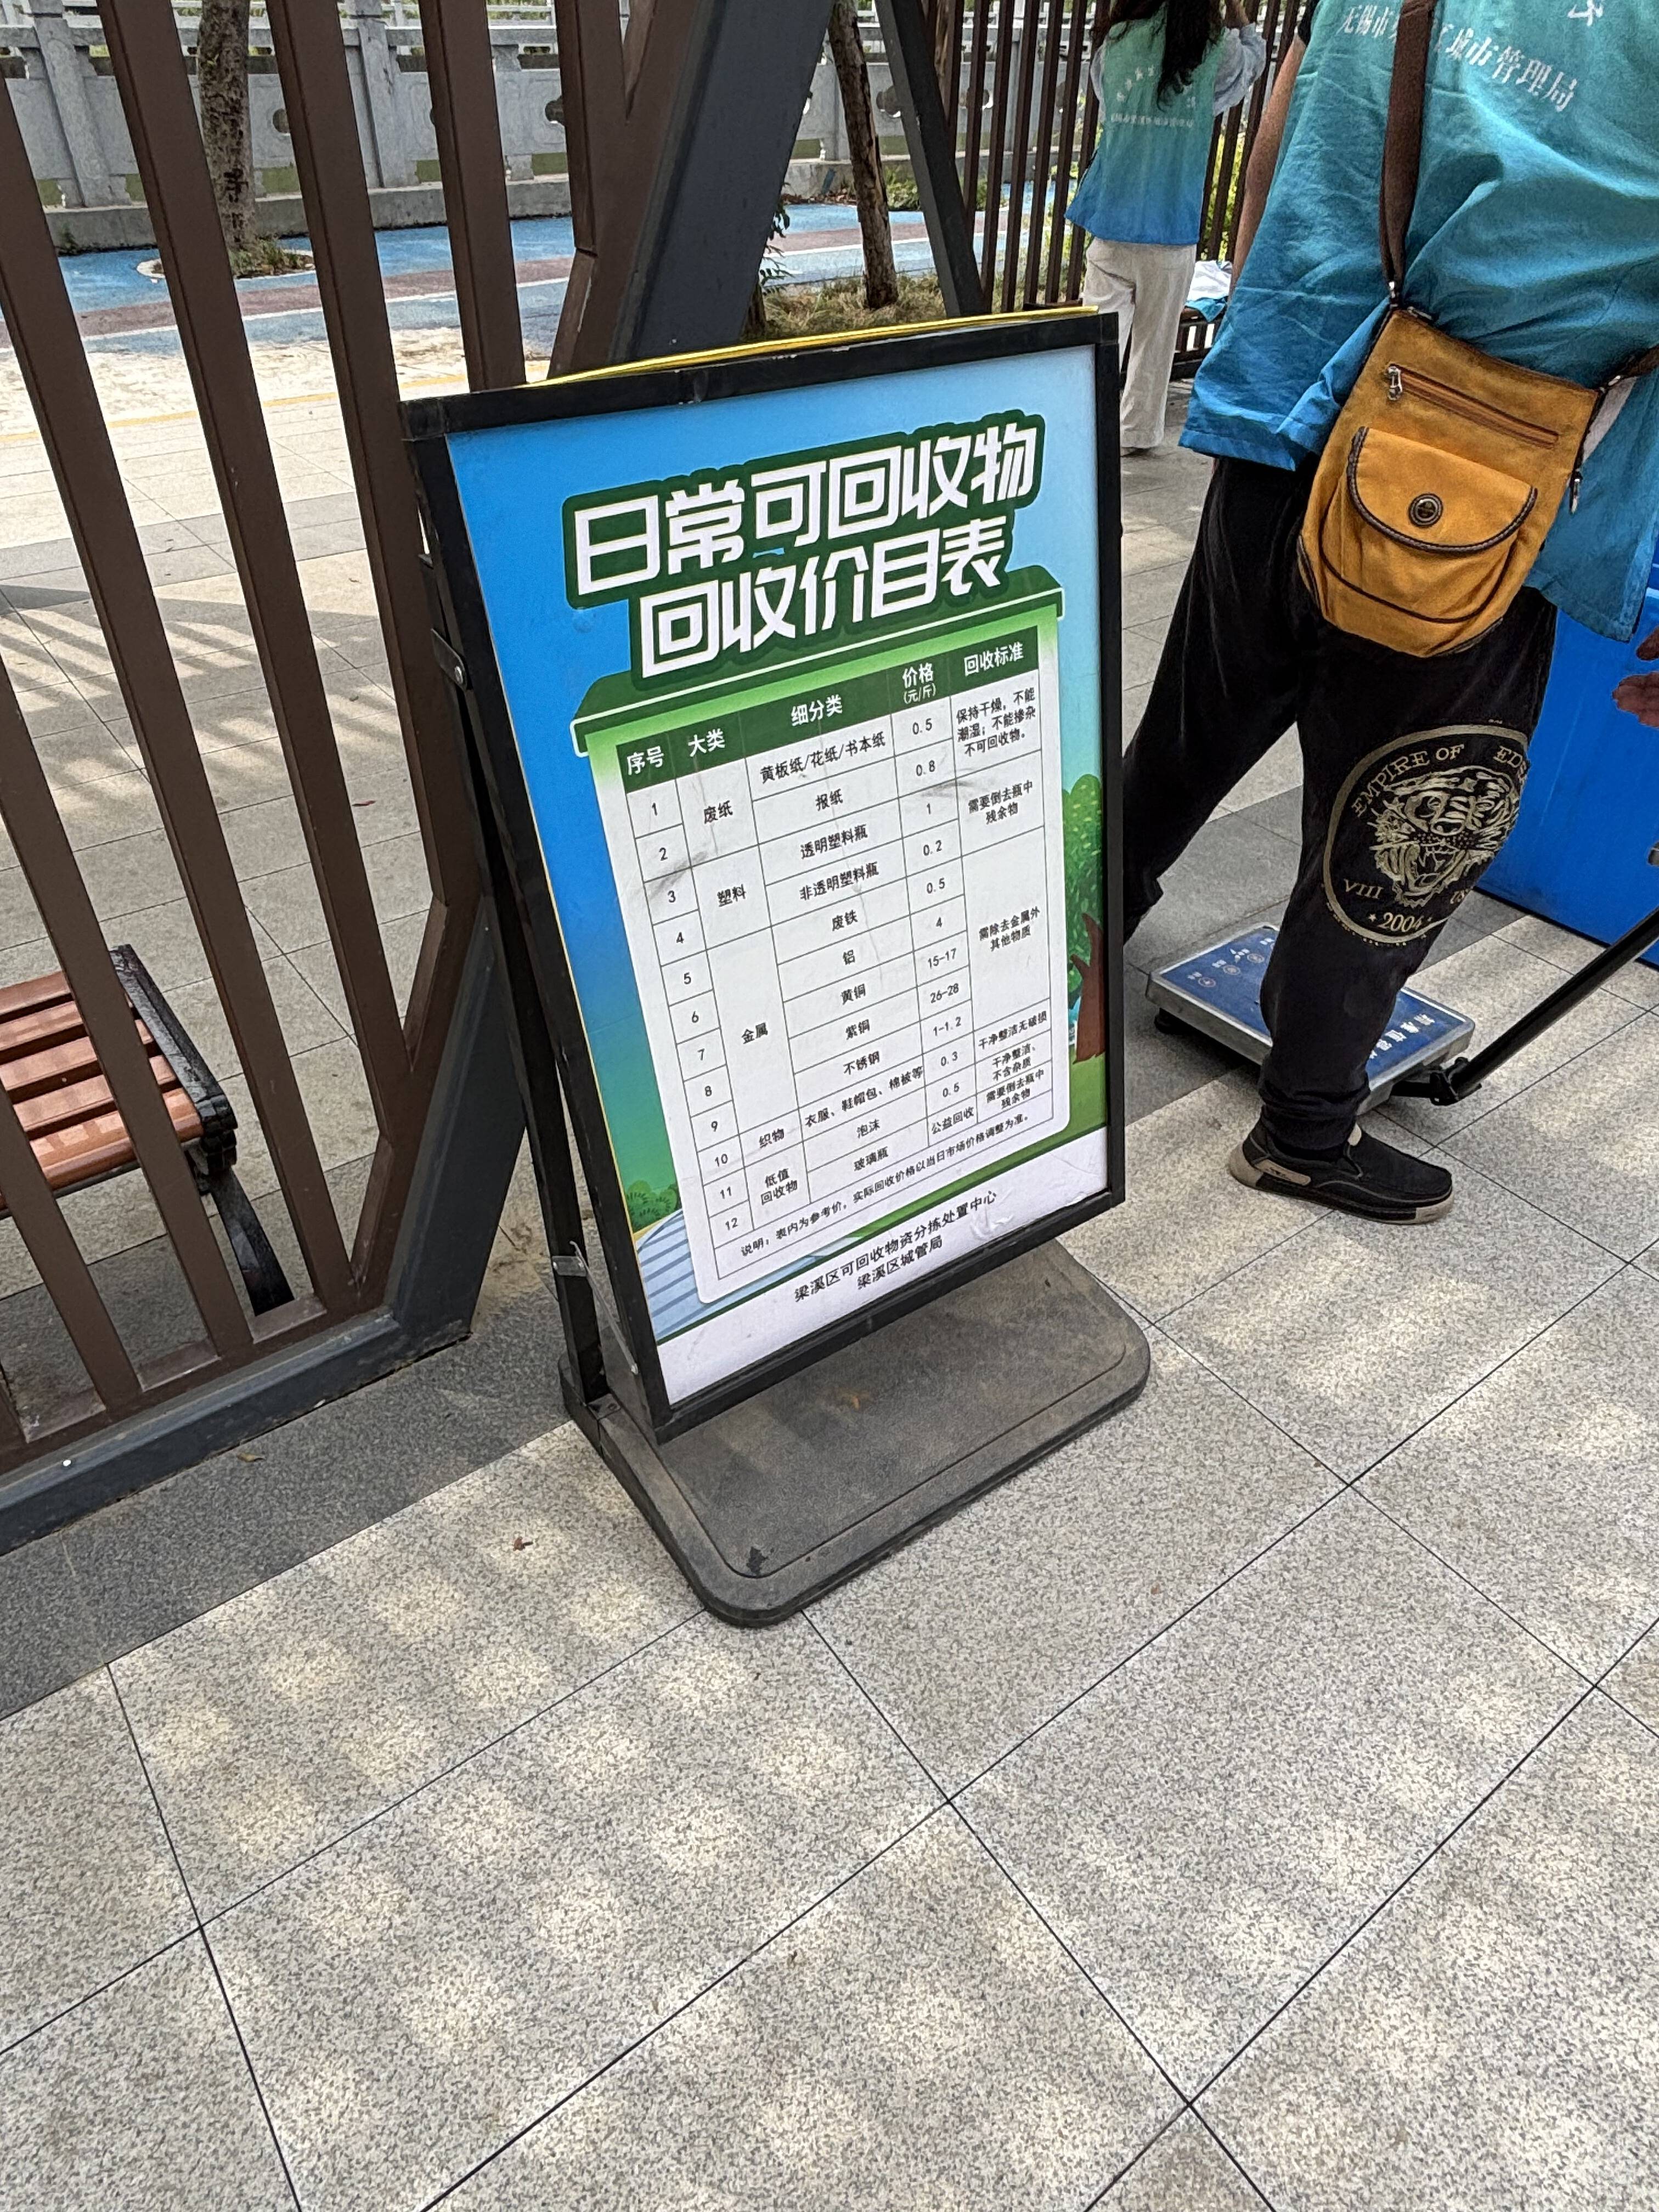 无锡市
城市管理局
日常可回收物
回收价目表
序号 大类 细分类 价格（元/斤） 回收标准
1 废纸 黄板纸/花纸/书本纸 0.5 保持干燥，不能潮湿；不能掺杂不可回收物。
2 报纸 0.8
3 塑料 透明塑料瓶 1 需要倒去瓶中残余物
4 非透明塑料瓶 0.2
5 金属 废铁 0.5 需除去金属外其他物质
6 铝 4
7 黄铜 15-17
8 紫铜 26-28
9 不锈钢 1-1.2
10 织物 衣服、鞋帽包、棉被等 0.3 干净整洁无破损
11 低值回收物 泡沫 0.5 干净整洁、不含杂质
12 玻璃瓶 公益回收 需要倒去瓶中残余物
说明：表内为参考价，实际回收价格以当日市场价格调整为准。
梁溪区可回收物资分拣处置中心
梁溪区城管局
EMPIRE OF
VIII
2004